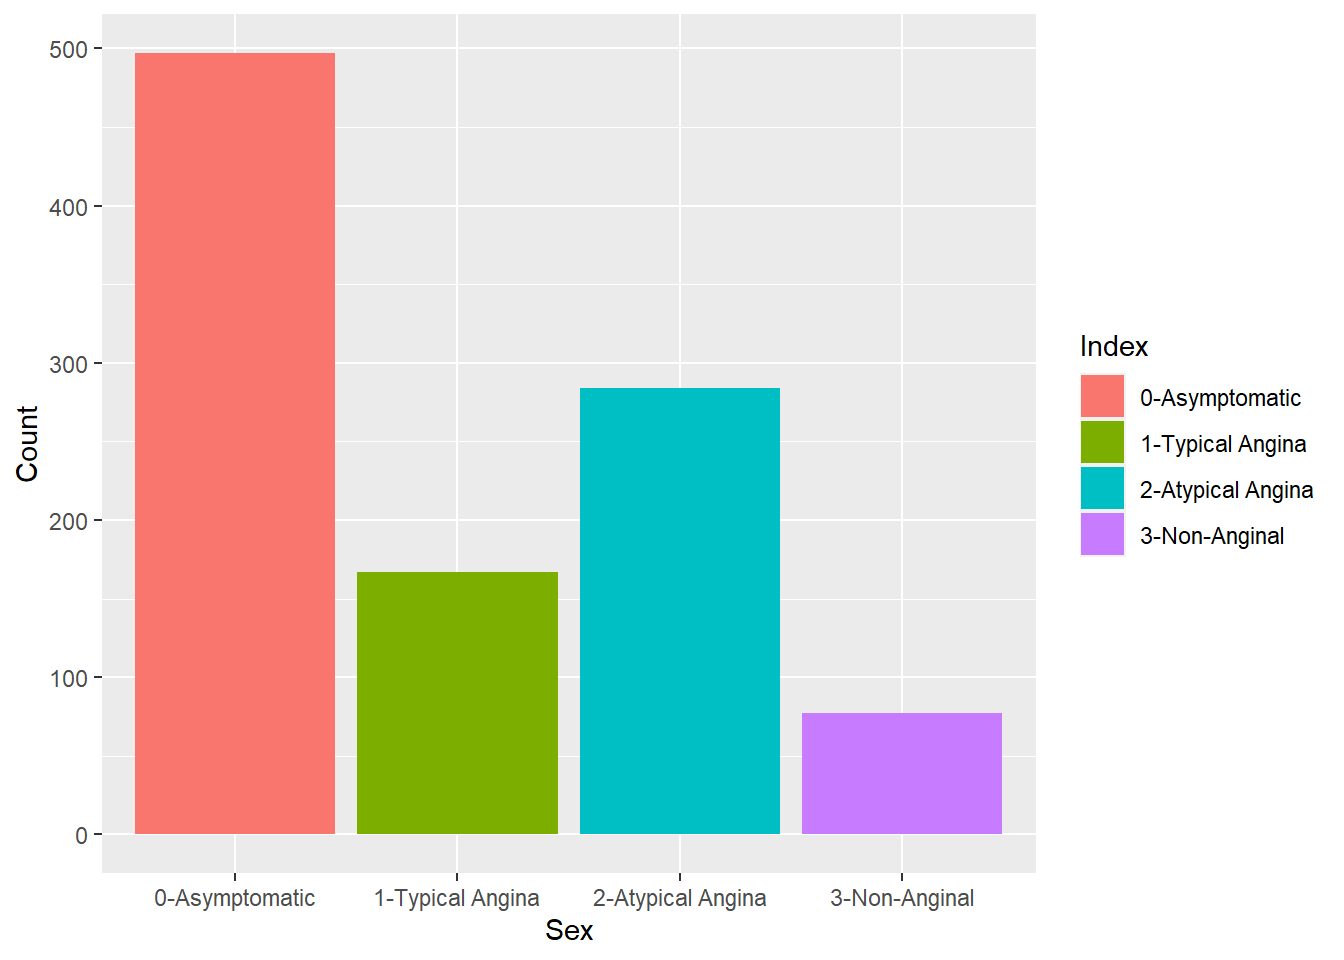 500
400
300
200
100
0
Count
0-Asymptomatic
1-Typical Angina
2-Atypical Angina
3-Non-Anginal
Sex
Index
0-Asymptomatic
1-Typical Angina
2-Atypical Angina
3-Non-Anginal